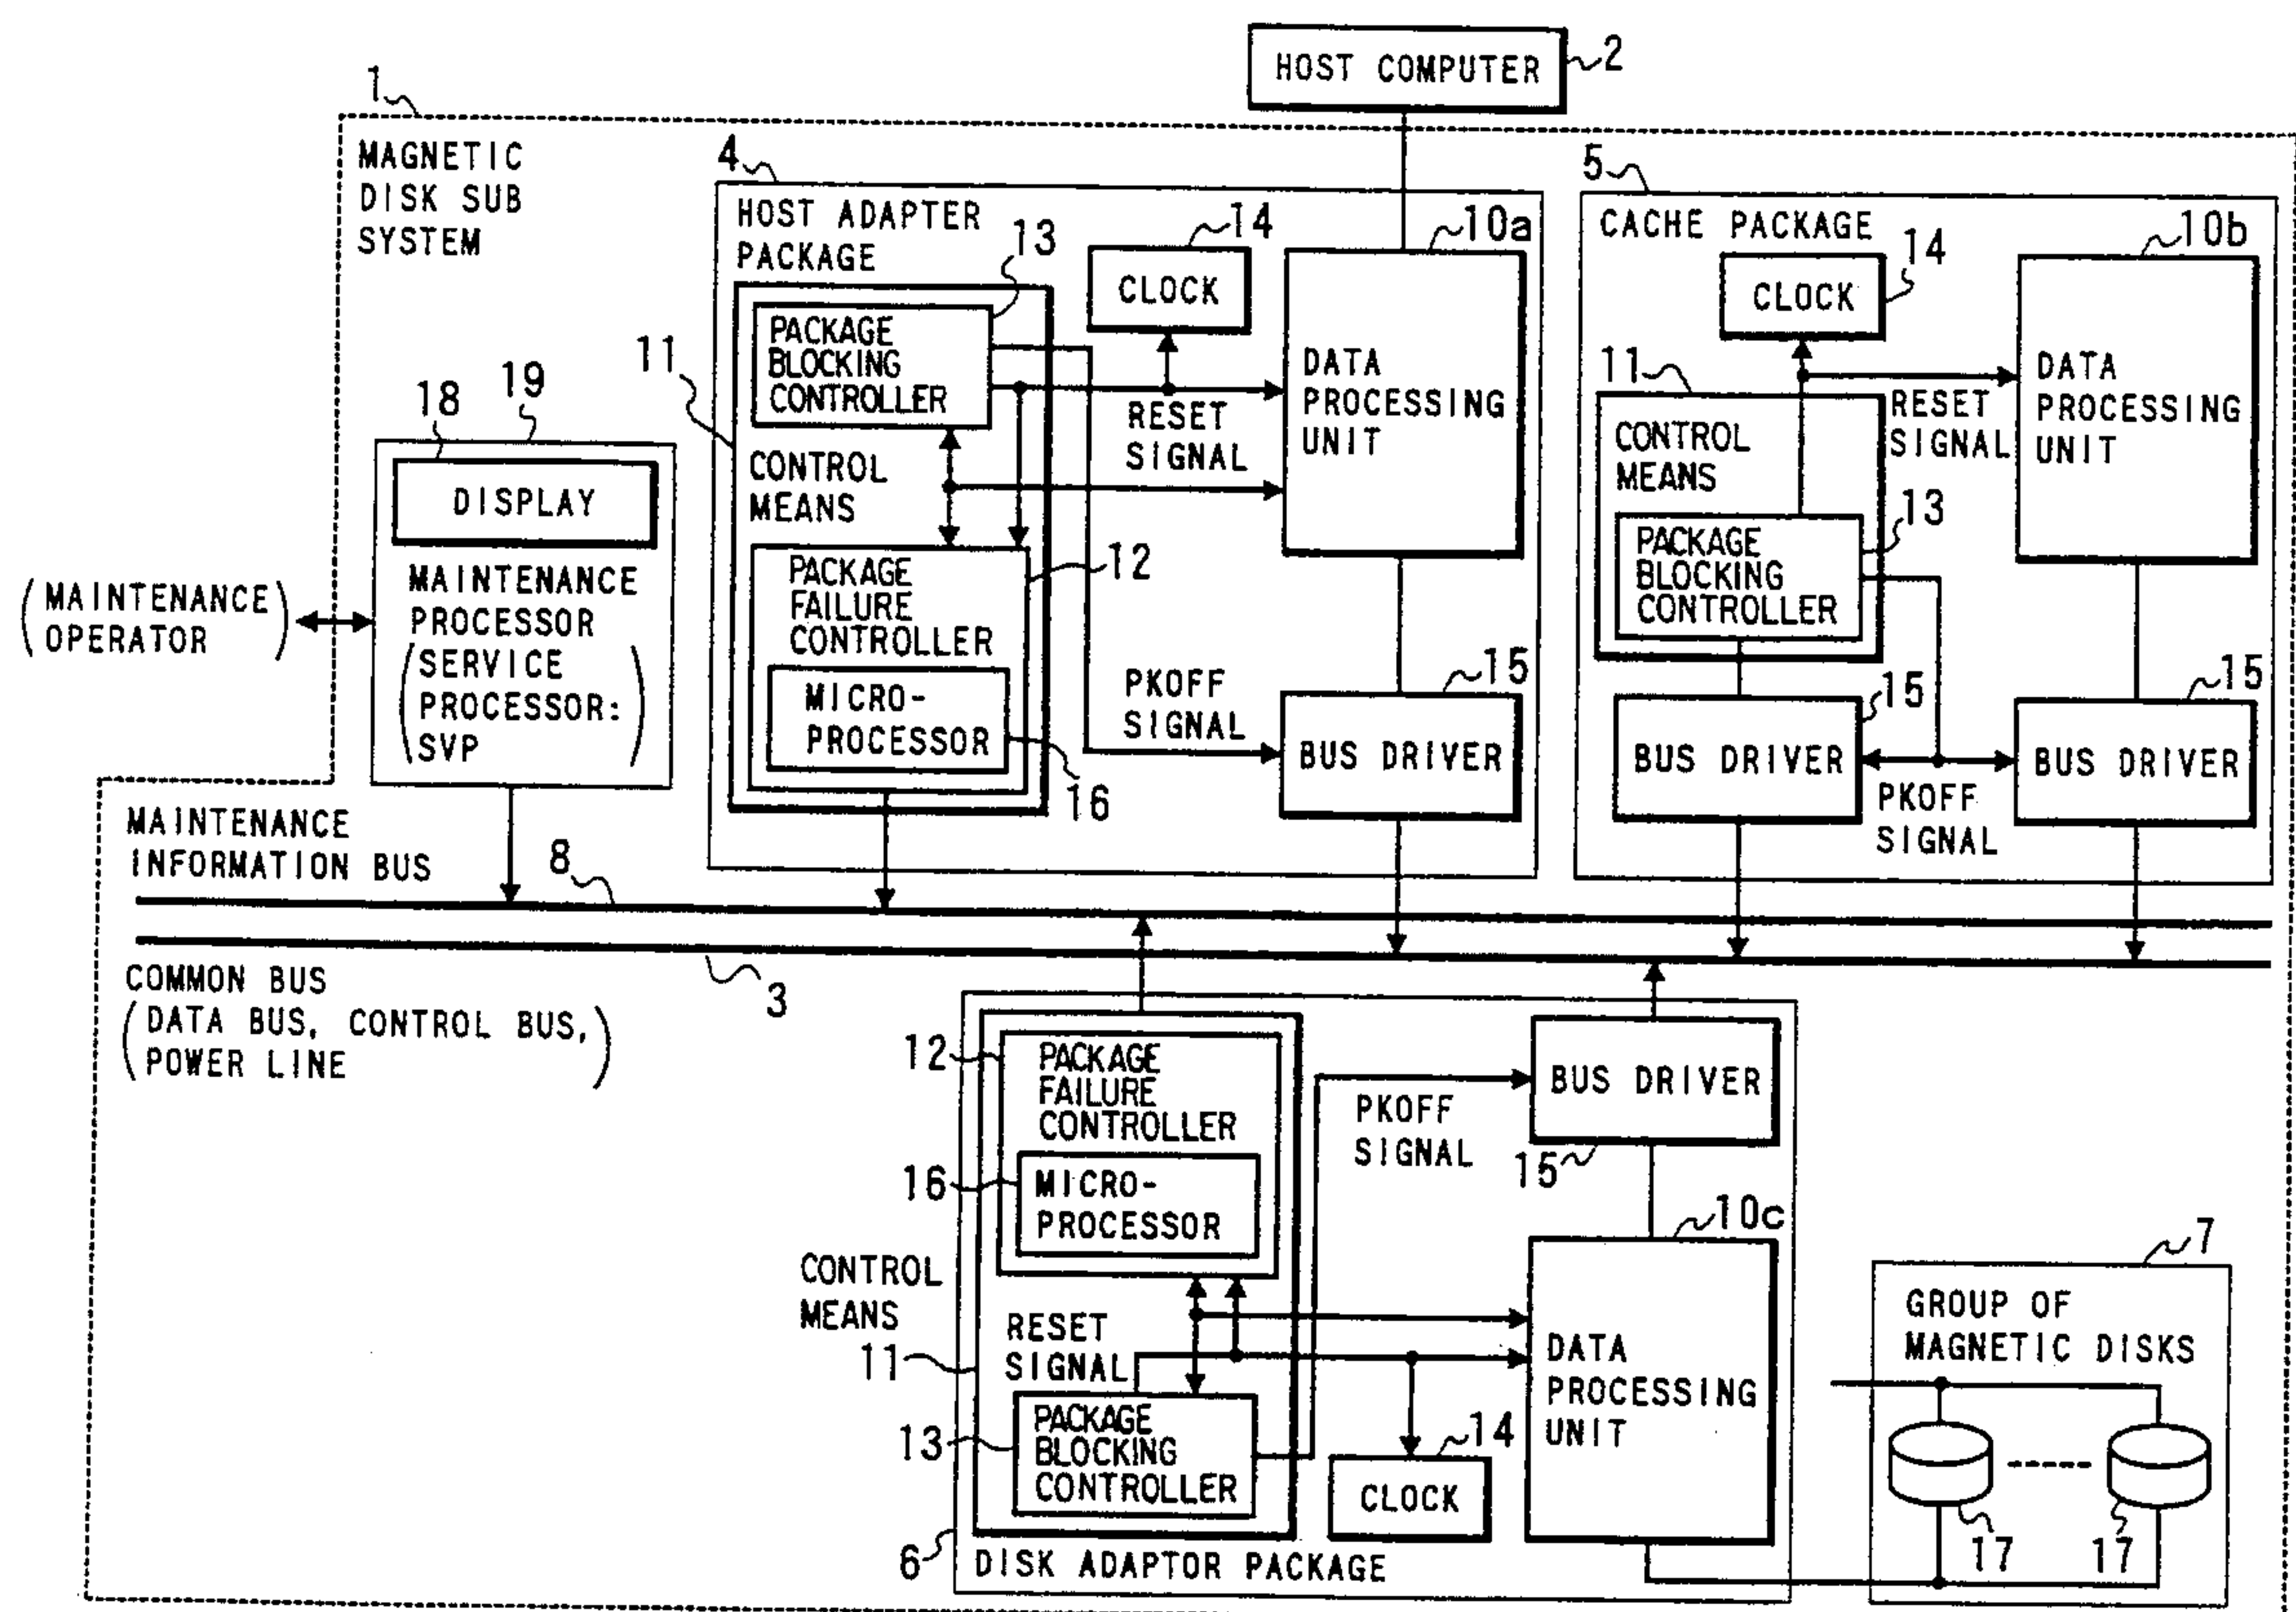 HOST COMPUTER
2
1
MAGNETIC
DISK SUB
SYSTEM
4
HOST ADAPTER
PACKAGE
13
14
CLOCK
10a
PACKAGE
BLOCKING
CONTROLLER
11
DATA
PROCESSING
UNIT
RESET
SIGNAL
CONTROL
MEANS
PACKAGE
FAILURE
CONTROLLER
12
MICRO-
PROCESSOR
16
PKOFF
SIGNAL
15
BUS DRIVER
5
CACHE PACKAGE
14
CLOCK
10b
11
RESET
SIGNAL
DATA
PROCESSING
UNIT
CONTROL
MEANS
13
PACKAGE
BLOCKING
CONTROLLER
15
BUS DRIVER
PKOFF
SIGNAL
15
BUS DRIVER
18
19
DISPLAY
MAINTENANCE
PROCESSOR
(SERVICE
PROCESSOR:
SVP)
(MAINTENANCE
OPERATOR)
MAINTENANCE
INFORMATION BUS
8
COMMON BUS
(DATA BUS, CONTROL BUS,
POWER LINE)
3
12
PACKAGE
FAILURE
CONTROLLER
16
MICRO-
PROCESSOR
PKOFF
SIGNAL
BUS DRIVER
15
10c
CONTROL
MEANS
11
RESET
SIGNAL
DATA
PROCESSING
UNIT
13
PACKAGE
BLOCKING
CONTROLLER
14
CLOCK
6
DISK ADAPTOR PACKAGE
7
GROUP OF
MAGNETIC DISKS
17
17